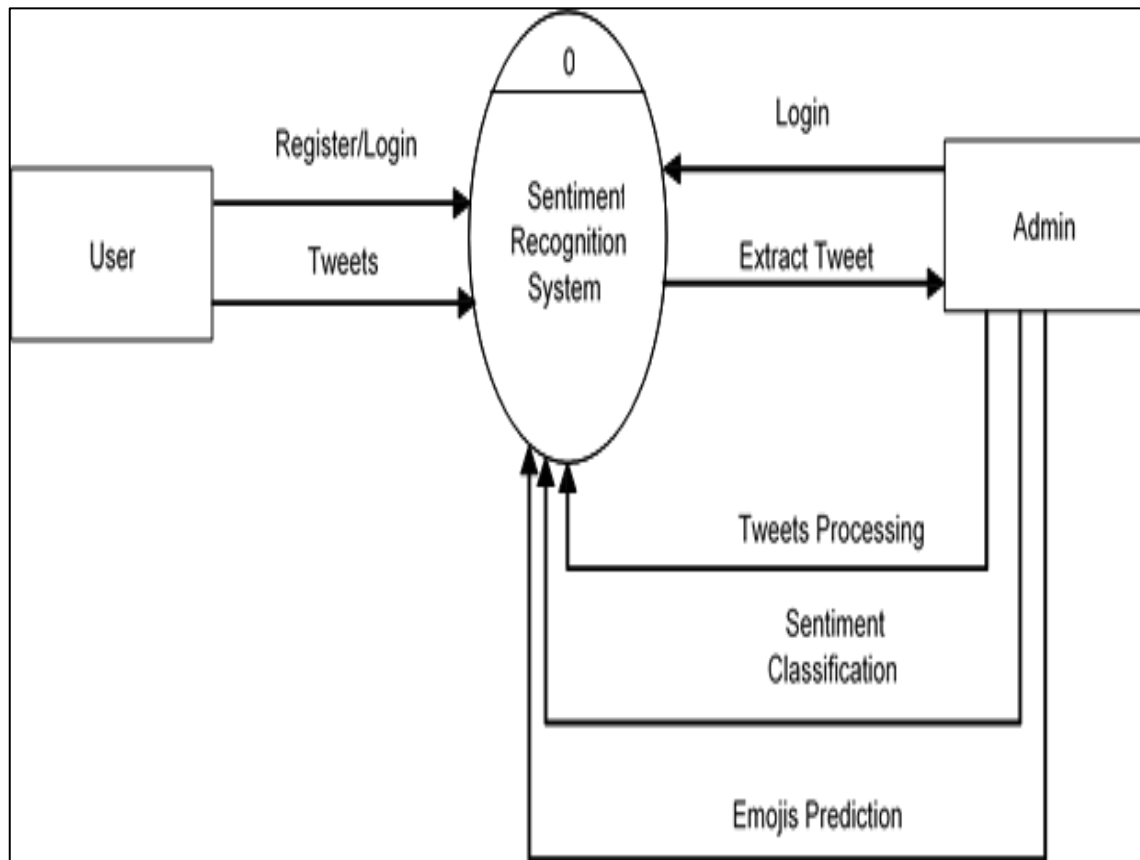 0
Login
Register/Login
Sentiment
Recognition
System
User
Tweets
Extract Tweet
Admin
Tweets Processing
Sentiment
Classification
Emojis Prediction